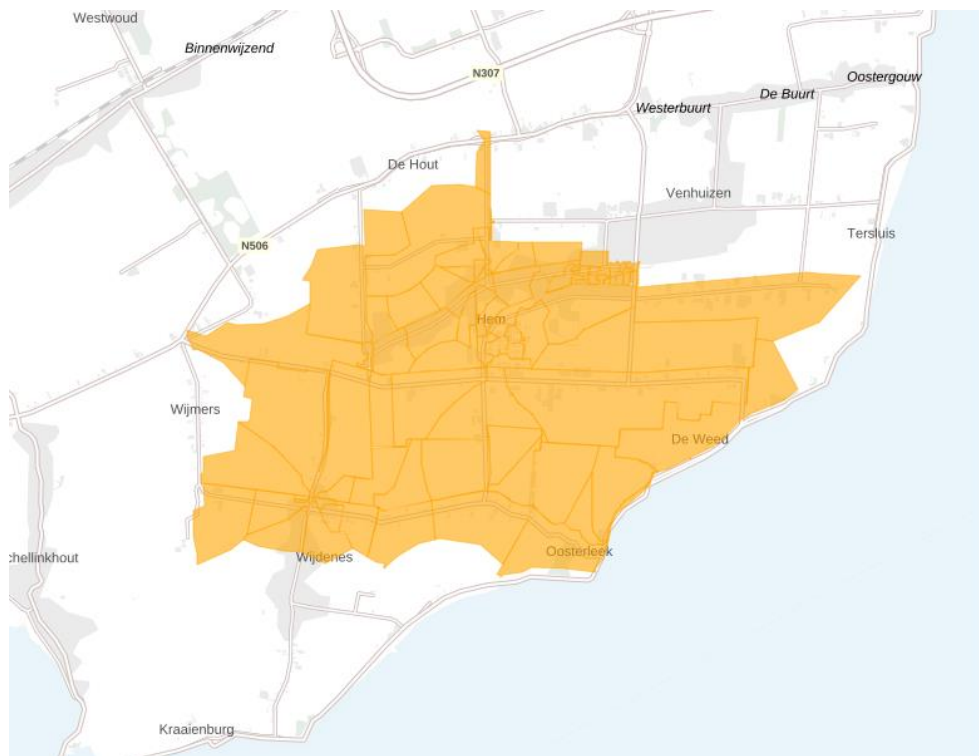 Westwoud
Binnenwijzend
N307
Oostergouw
De Buurt
Westerbuurt
De Hout
Venhuizen
Tersluis
N506
Hem
Wijmers
De Weed
Oosterleek
Wijdenes
chellinkhout
Kraaienburg